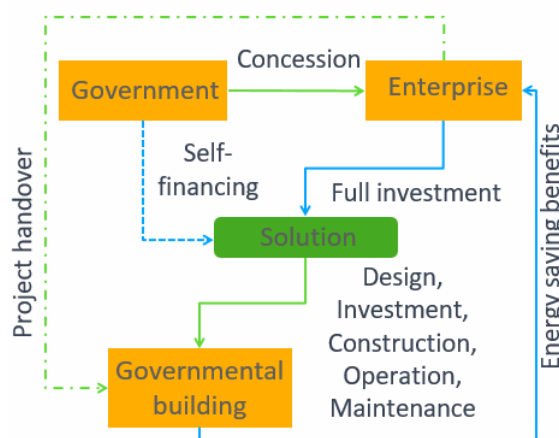 Concession
Government
Enterprise
Self-
financing
Full investment
Solution
Project handover
Energy saving benefits
Design,
Investment,
Construction,
Operation,
Maintenance
Governmental
building